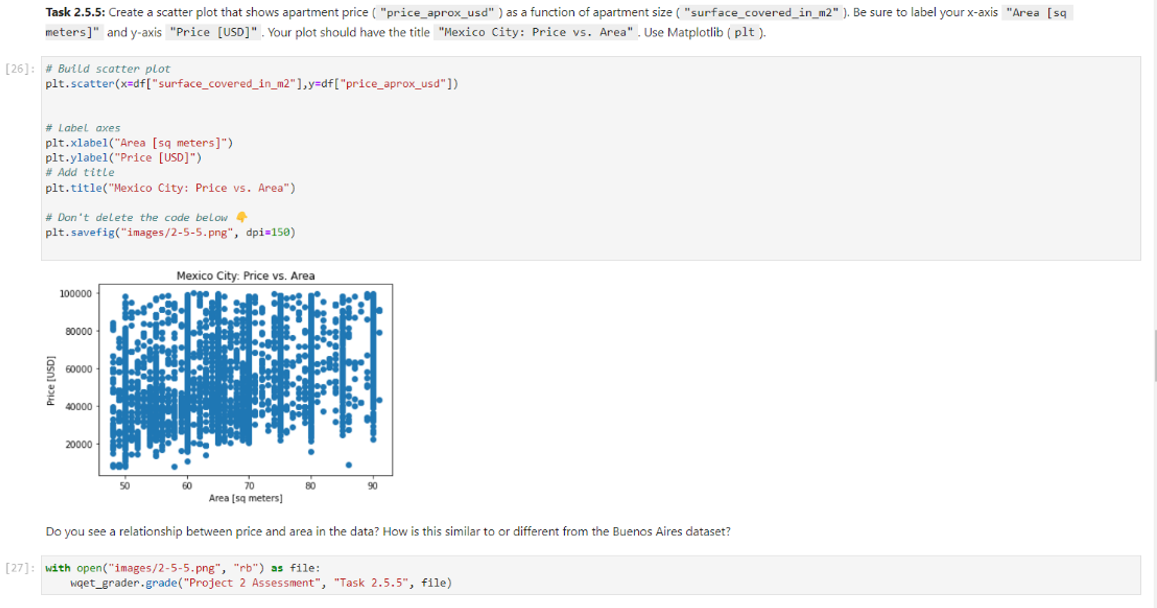 Task 2.5.5: Create a scatter plot that shows apartment price ( "price_aprox_usd" ) as a function of apartment size ( "surface_covered_in_m2" ). Be sure to label your x-axis "Area [sq
meters]" and y-axis "Price [USD]" . Your plot should have the title "Mexico City: Price vs. Area" . Use Matplotlib ( plt ).
[26]: # Build scatter plot
plt.scatter(x=df["surface_covered_in_m2"],y=df["price_aprox_usd"])
# Label axes
plt.xlabel("Area [sq meters]")
plt.ylabel("Price [USD]")
# Add title
plt.title("Mexico City: Price vs. Area")
# Don't delete the code below 👇
plt.savefig("images/2-5-5.png", dpi=150)
Mexico City: Price vs. Area
100000
80000
60000
40000
20000
Price [USD]
50 60 70 80 90
Area [sq meters]
Do you see a relationship between price and area in the data? How is this similar to or different from the Buenos Aires dataset?
[27]: with open("images/2-5-5.png", "rb") as file:
wqet_grader.grade("Project 2 Assessment", "Task 2.5.5", file)